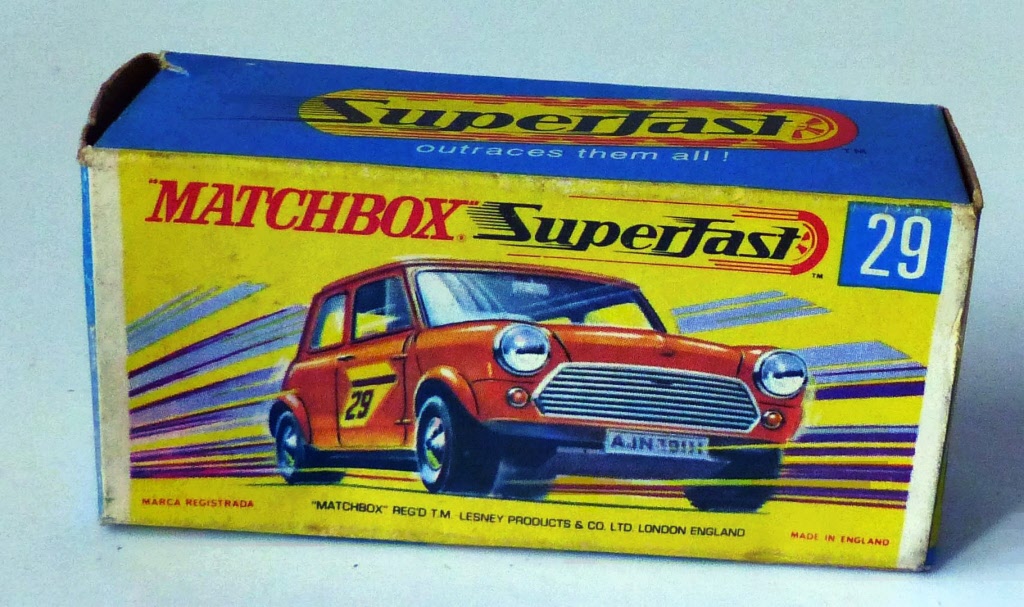 Superfast
TM
outraces them all !
"MATCHBOX" Superfast
TM
29
29
MARCA REGISTRADA
"MATCHBOX" REG'D T.M. LESNEY PRODUCTS & CO. LTD. LONDON ENGLAND
MADE IN ENGLAND